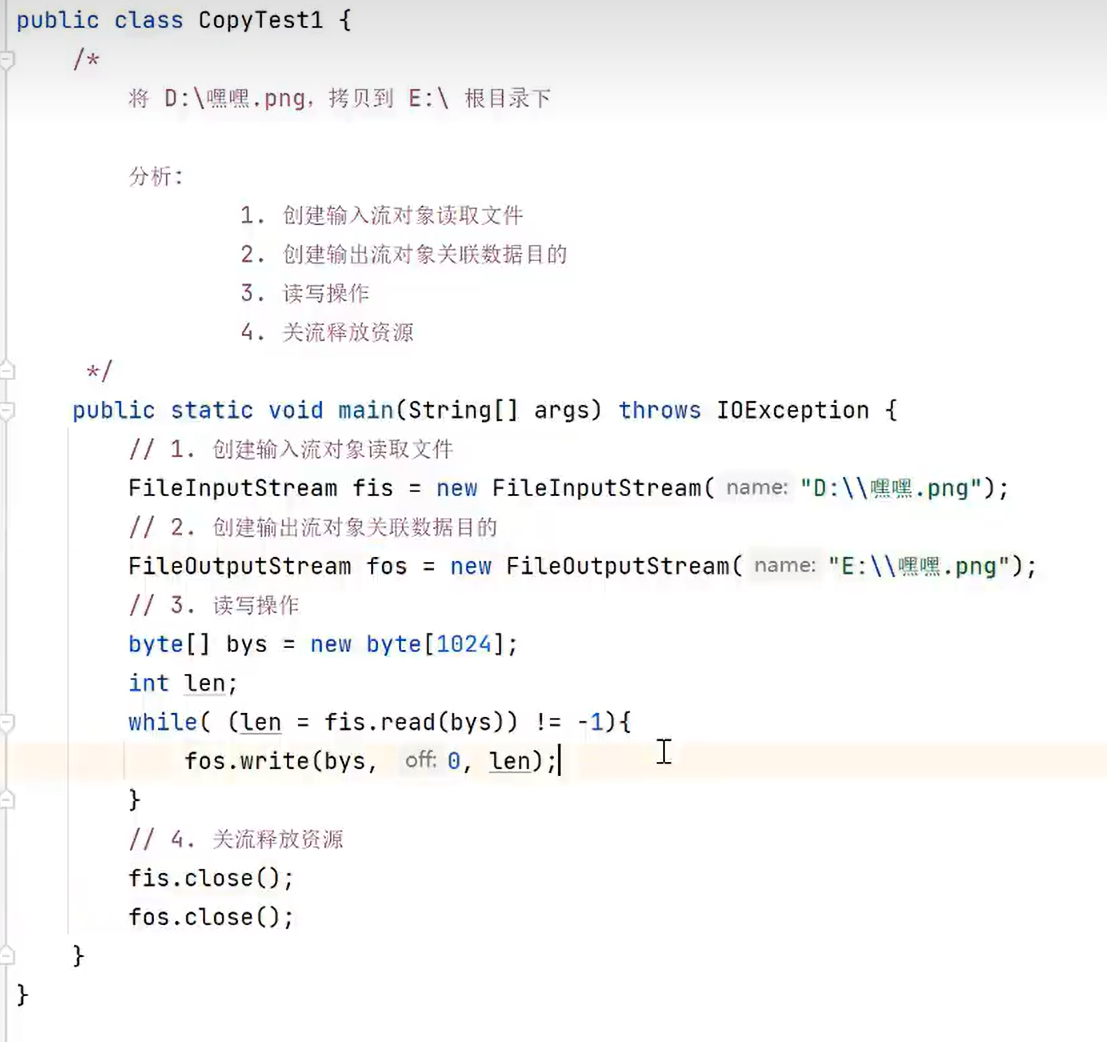 public class CopyTest1 {
/*
将 D:\嘿嘿.png，拷贝到 E:\ 根目录下
分析:
1. 创建输入流对象读取文件
2. 创建输出流对象关联数据目的
3. 读写操作
4. 关流释放资源
*/
public static void main(String[] args) throws IOException {
// 1. 创建输入流对象读取文件
FileInputStream fis = new FileInputStream( name: "D:\\嘿嘿.png");
// 2. 创建输出流对象关联数据目的
FileOutputStream fos = new FileOutputStream( name: "E:\\嘿嘿.png");
// 3. 读写操作
byte[] bys = new byte[1024];
int len;
while( (len = fis.read(bys)) != -1){
fos.write(bys, off: 0, len);
}
// 4. 关流释放资源
fis.close();
fos.close();
}
}